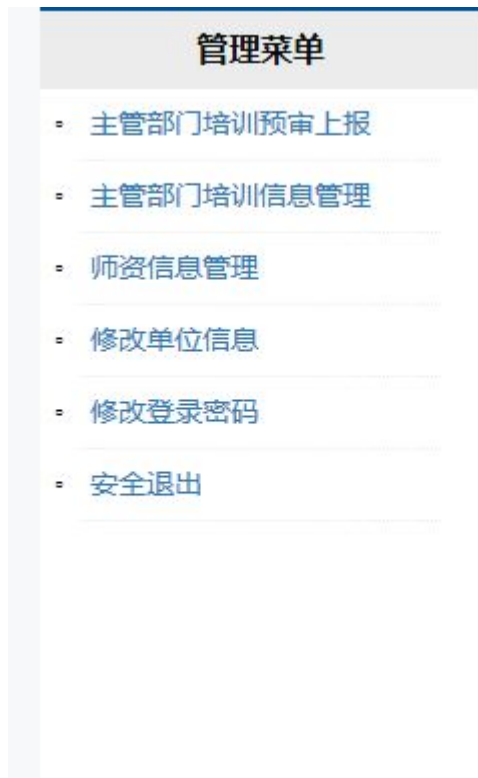 管理菜单
主管部门培训预审上报
主管部门培训信息管理
师资信息管理
修改单位信息
修改登录密码
安全退出